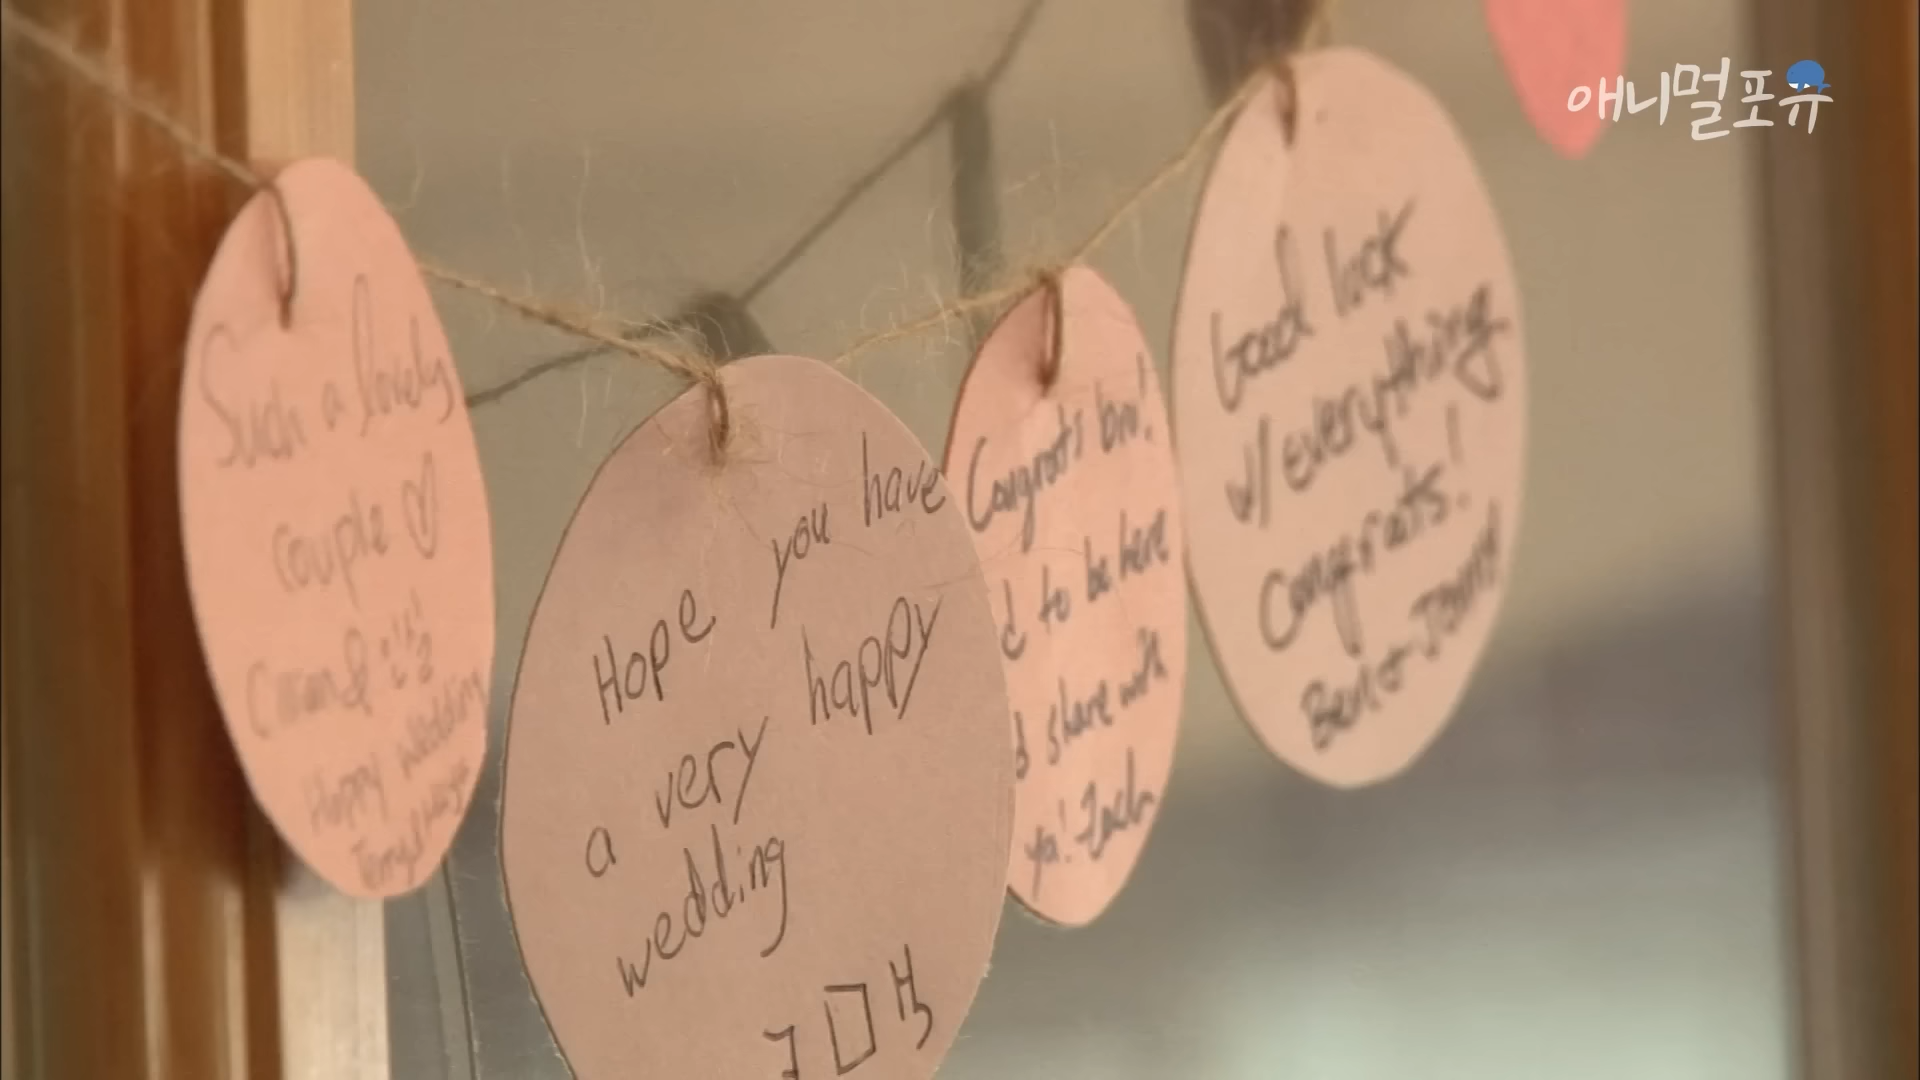 애니멀포유
Such a lovely
couple ♡
Happy Wedding
Hope you have
a very happy
wedding
Congrats bro!
to be here
share with
ya! Zach
Good luck
w/ everything
Congrats!